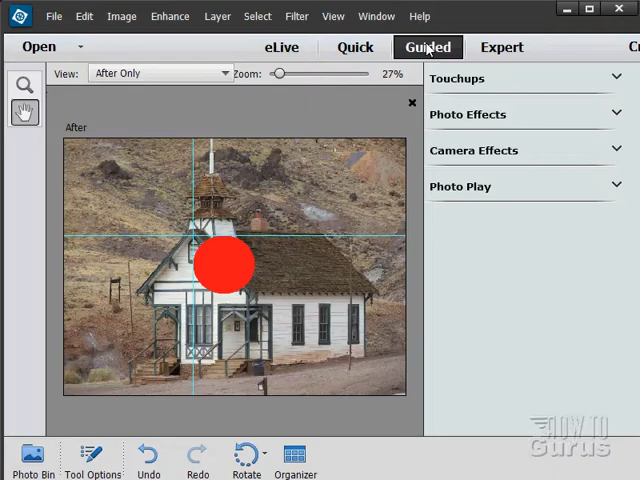 File Edit Image Enhance Layer Select Filter View Window Help
Open eLive Quick Guided Expert Cr
View: After Only Zoom: 27%
After
Touchups
Photo Effects
Camera Effects
Photo Play
HOW TO
Gurus
Photo Bin Tool Options Undo Redo Rotate Organizer